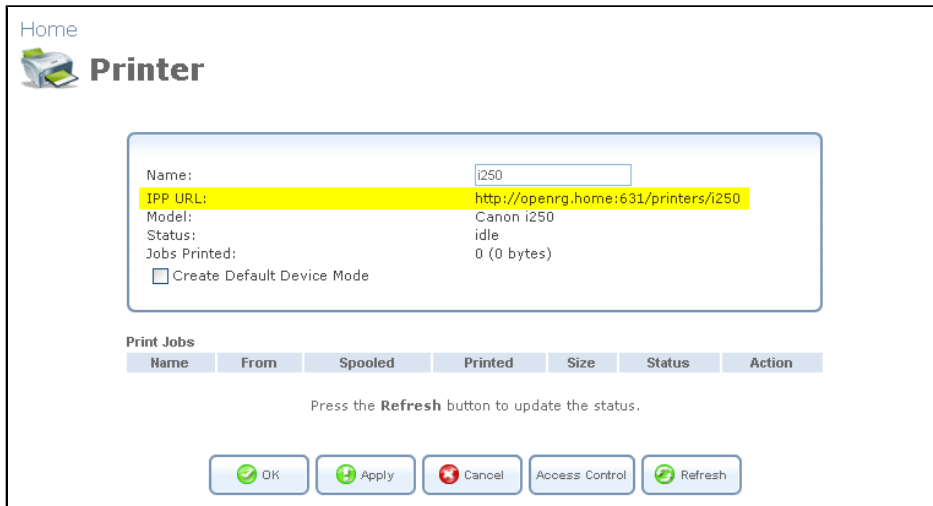 Home
Printer
Name: i250
IPP URL: http://openrg.home:631/printers/i250
Model: Canon i250
Status: idle
Jobs Printed: 0 (0 bytes)
Create Default Device Mode
Print Jobs
Name From Spooled Printed Size Status Action
Press the Refresh button to update the status.
OK Apply Cancel Access Control Refresh